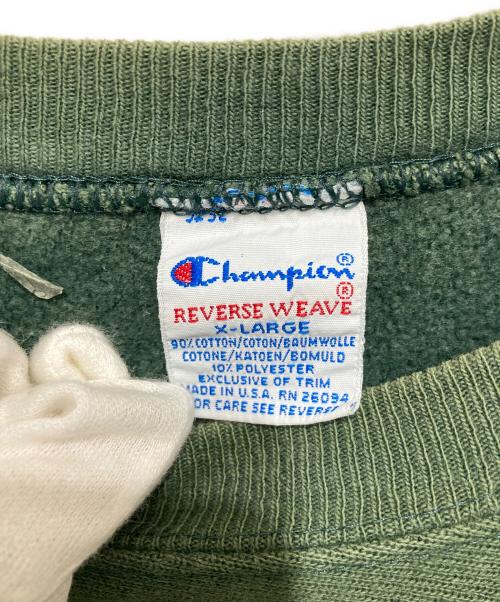 Champion®
REVERSE WEAVE®
X-LARGE
90% COTTON/COTON/BAUMWOLLE
COTONE/KATOEN/BOMULD
10% POLYESTER
EXCLUSIVE OF TRIM
MADE IN U.S.A. RN 26094
FOR CARE SEE REVERSE